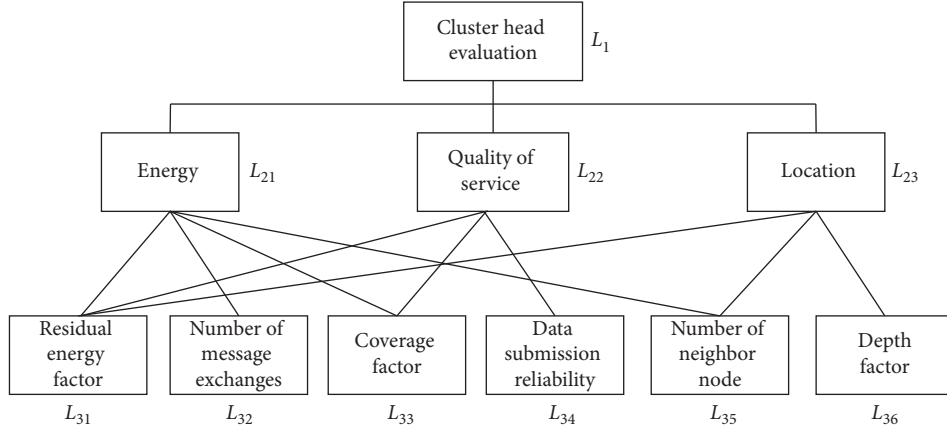 Cluster head
evaluation
L1
Energy
L21
Quality of
service
L22
Location
L23
Residual
energy
factor
Number of
message
exchanges
Coverage
factor
Data
submission
reliability
Number of
neighbor
node
Depth
factor
L31
L32
L33
L34
L35
L36